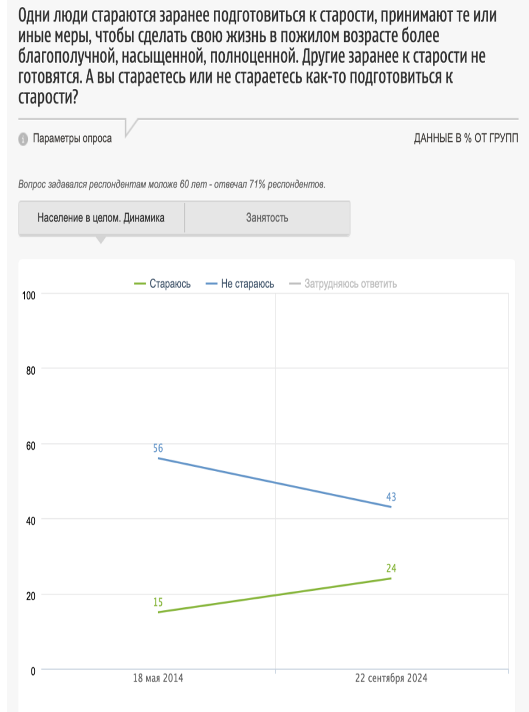 Одни люди стараются заранее подготовиться к старости, принимают те или
иные меры, чтобы сделать свою жизнь в пожилом возрасте более
благополучной, насыщенной, полноценной. Другие заранее к старости не
готовятся. А вы стараетесь или не стараетесь как-то подготовиться к
старости?
i Параметры опроса
ДАННЫЕ В % ОТ ГРУПП
Вопрос задавался респондентам моложе 60 лет - отвечал 71% респондентов.
Население в целом. Динамика
Занятость
Стараюсь Не стараюсь Затрудняюсь ответить
100
80
60
56
43
40
24
20
15
0
18 мая 2014
22 сентября 2024